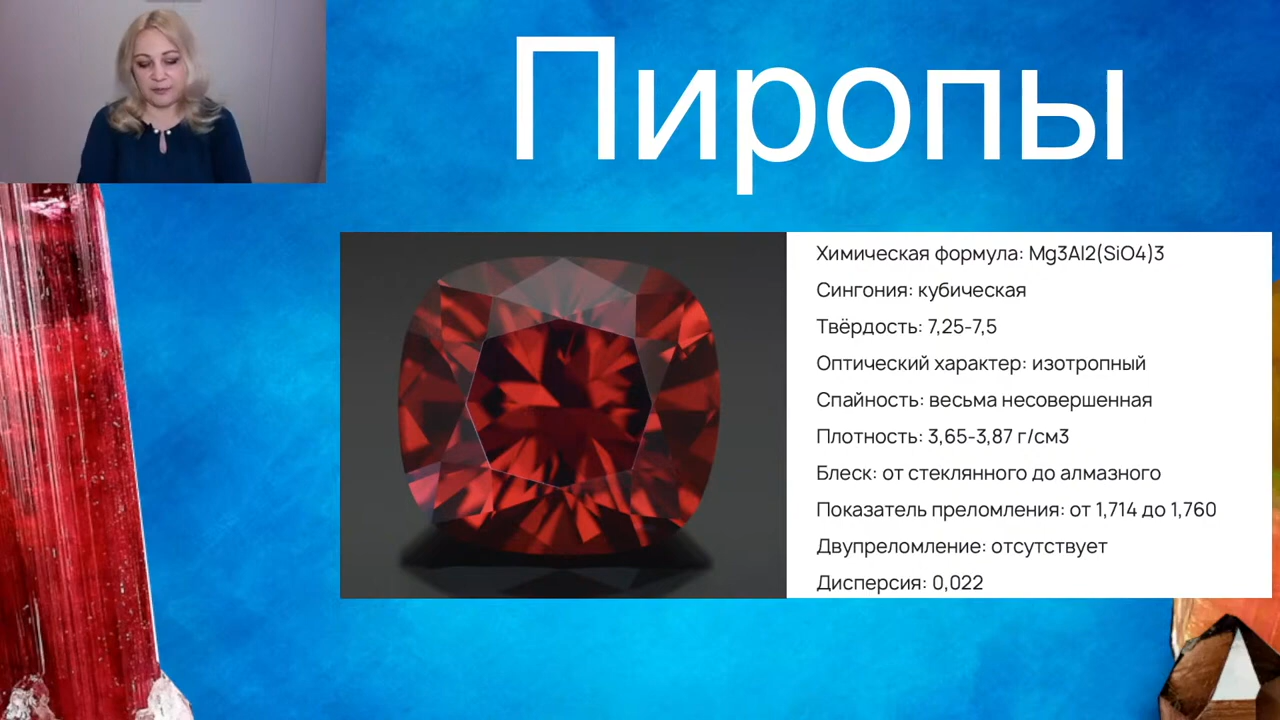 Пиропы
Химическая формула: Mg3Al2(SiO4)3
Сингония: кубическая
Твёрдость: 7,25-7,5
Оптический характер: изотропный
Спайность: весьма несовершенная
Плотность: 3,65-3,87 г/см3
Блеск: от стеклянного до алмазного
Показатель преломления: от 1,714 до 1,760
Двупреломление: отсутствует
Дисперсия: 0,022